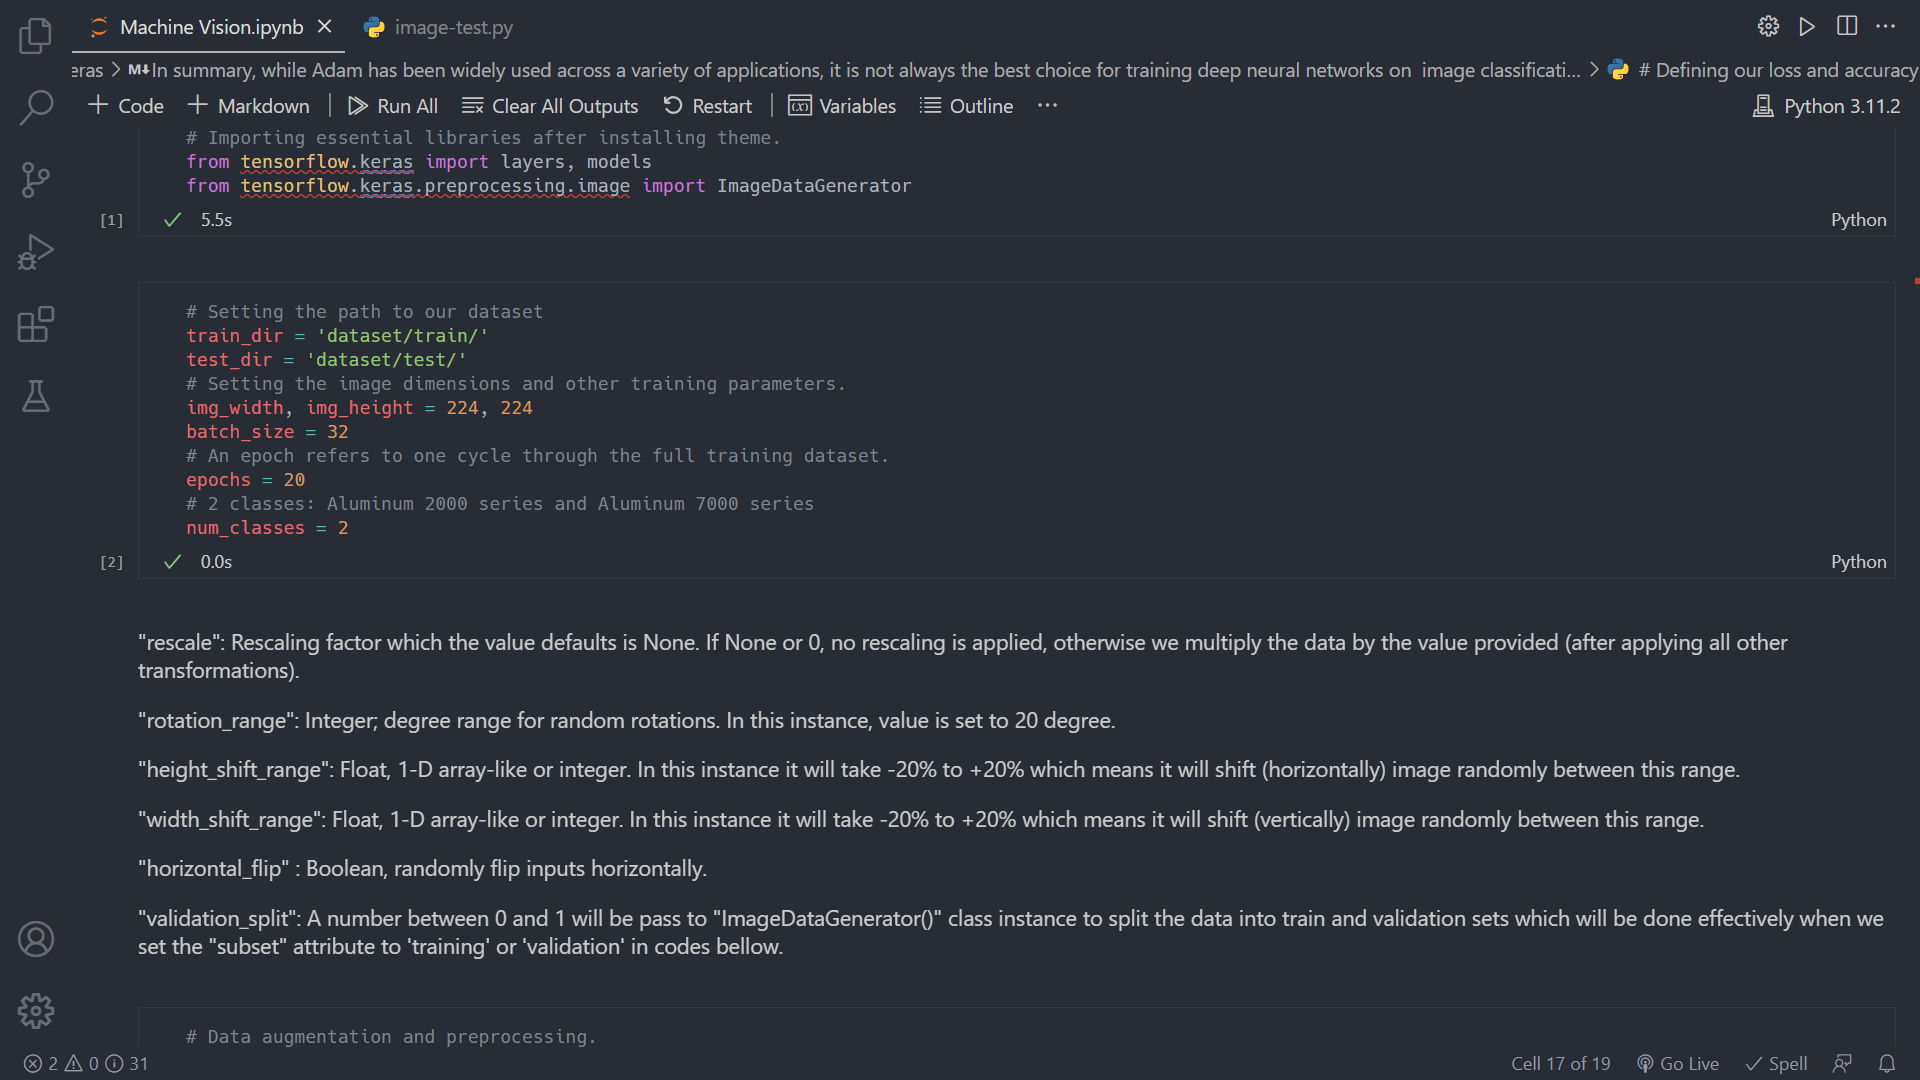 Machine Vision.ipynb
image-test.py
eras > M↓In summary, while Adam has been widely used across a variety of applications, it is not always the best choice for training deep neural networks on image classificati... > # Defining our loss and accuracy
+ Code + Markdown | Run All Clear All Outputs Restart | Variables Outline ... Python 3.11.2
# Importing essential libraries after installing theme.
from tensorflow.keras import layers, models
from tensorflow.keras.preprocessing.image import ImageDataGenerator
[1] ✓ 5.5s Python
# Setting the path to our dataset
train_dir = 'dataset/train/'
test_dir = 'dataset/test/'
# Setting the image dimensions and other training parameters.
img_width, img_height = 224, 224
batch_size = 32
# An epoch refers to one cycle through the full training dataset.
epochs = 20
# 2 classes: Aluminum 2000 series and Aluminum 7000 series
num_classes = 2
[2] ✓ 0.0s Python
"rescale": Rescaling factor which the value defaults is None. If None or 0, no rescaling is applied, otherwise we multiply the data by the value provided (after applying all other
transformations).
"rotation_range": Integer; degree range for random rotations. In this instance, value is set to 20 degree.
"height_shift_range": Float, 1-D array-like or integer. In this instance it will take -20% to +20% which means it will shift (horizontally) image randomly between this range.
"width_shift_range": Float, 1-D array-like or integer. In this instance it will take -20% to +20% which means it will shift (vertically) image randomly between this range.
"horizontal_flip" : Boolean, randomly flip inputs horizontally.
"validation_split": A number between 0 and 1 will be pass to "ImageDataGenerator()" class instance to split the data into train and validation sets which will be done effectively when we
set the "subset" attribute to 'training' or 'validation' in codes bellow.
# Data augmentation and preprocessing.
2 0 31 Cell 17 of 19 Go Live ✓ Spell